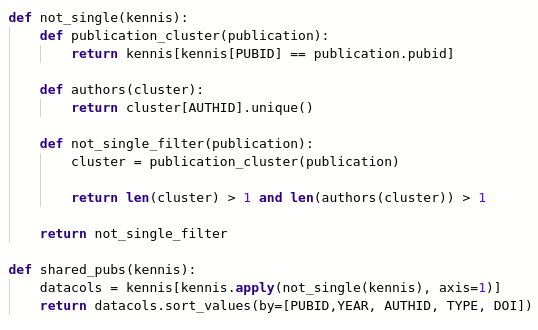 def not_single(kennis):
    def publication_cluster(publication):
        return kennis[kennis[PUBID] == publication.pubid]

    def authors(cluster):
        return cluster[AUTHID].unique()

    def not_single_filter(publication):
        cluster = publication_cluster(publication)

        return len(cluster) > 1 and len(authors(cluster)) > 1

    return not_single_filter

def shared_pubs(kennis):
    datacols = kennis[kennis.apply(not_single(kennis), axis=1)]
    return datacols.sort_values(by=[PUBID,YEAR, AUTHID, TYPE, DOI])